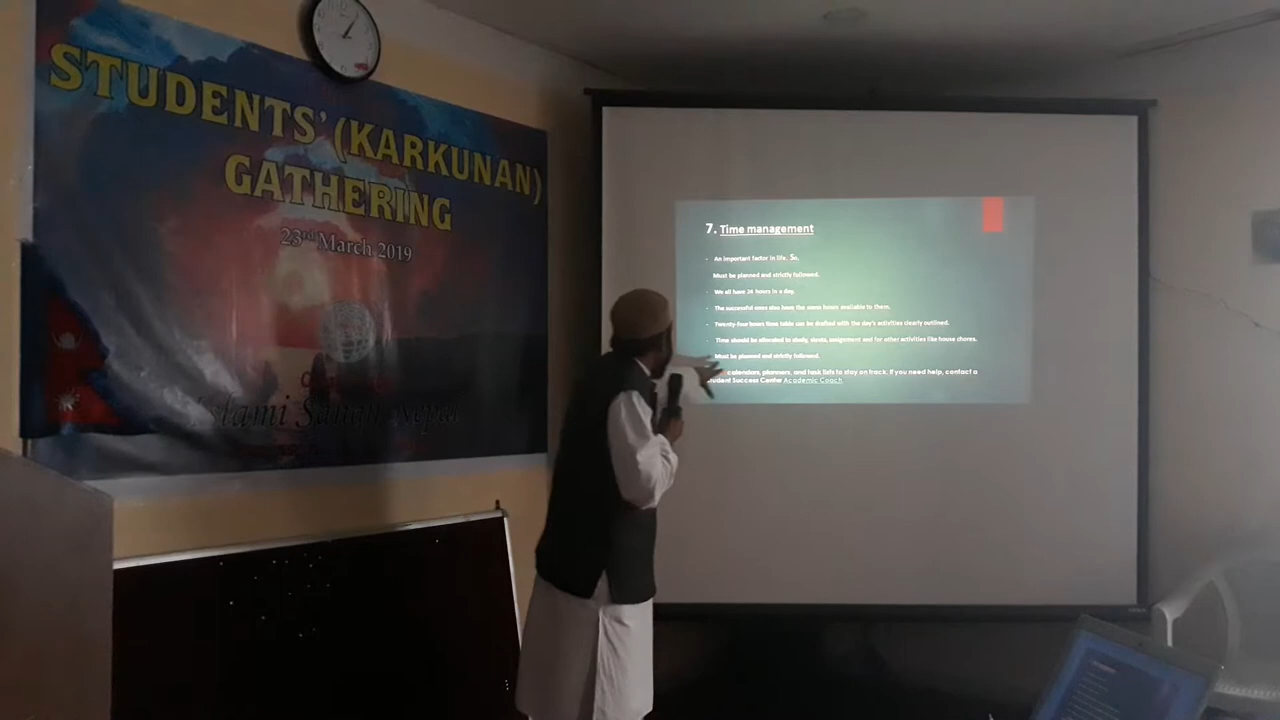 STUDENTS' (KARKUNAN)
GATHERING
23rd March 2019
Islami Sangh Nepal
7. Time management
- An important factor in life. So,
Must be planned and strictly followed.
- We all have 24 hours in a day.
- The successful ones also have the same hours available to them.
- Twenty-four hours time table can be drafted with the day's activities clearly outlined.
- Time should be allocated to study, class, assignment and for other activities like house chores.
- Must be planned and strictly followed.
calendars, planners, and task lists to stay on track. If you need help, contact a
Student Success Center Academic Coach.